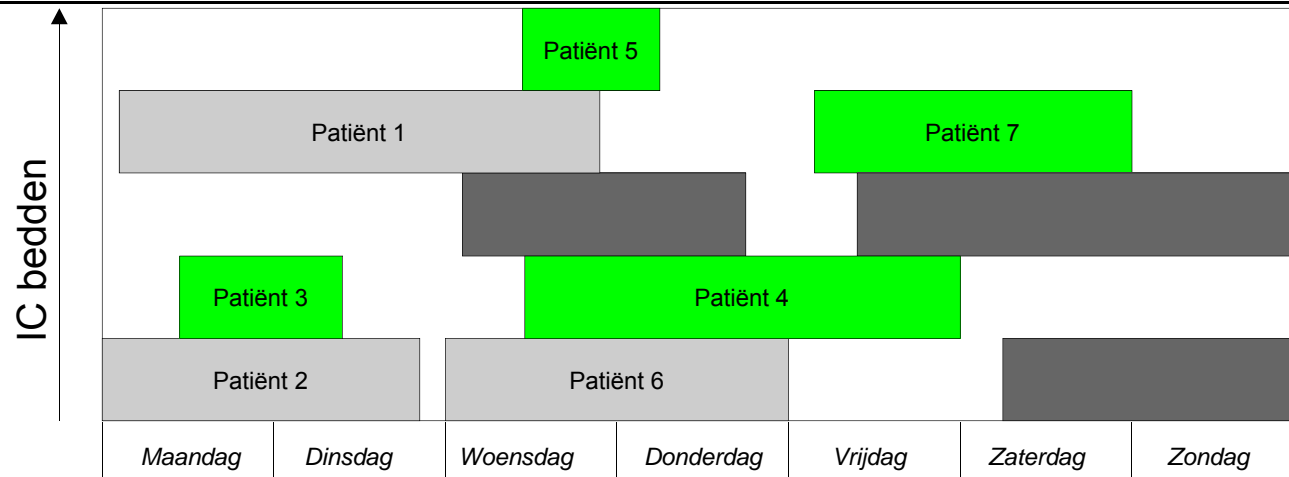 Patiënt 5
Patiënt 1
Patiënt 7
IC bedden
Patiënt 3
Patiënt 4
Patiënt 2
Patiënt 6
Maandag Dinsdag Woensdag Donderdag Vrijdag Zaterdag Zondag